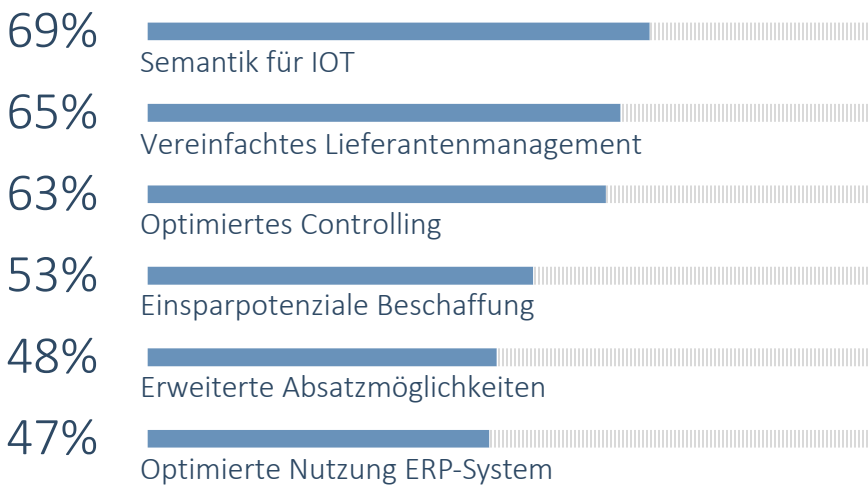 69%
Semantik für IOT
65%
Vereinfachtes Lieferantenmanagement
63%
Optimiertes Controlling
53%
Einsparpotenziale Beschaffung
48%
Erweiterte Absatzmöglichkeiten
47%
Optimierte Nutzung ERP-System